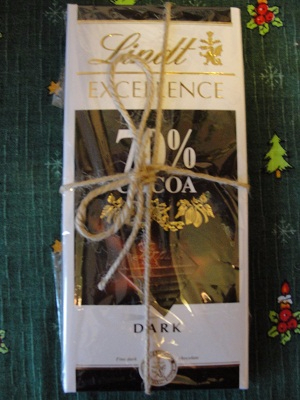 Lindt
EXCELLENCE
70%
COCOA
DARK